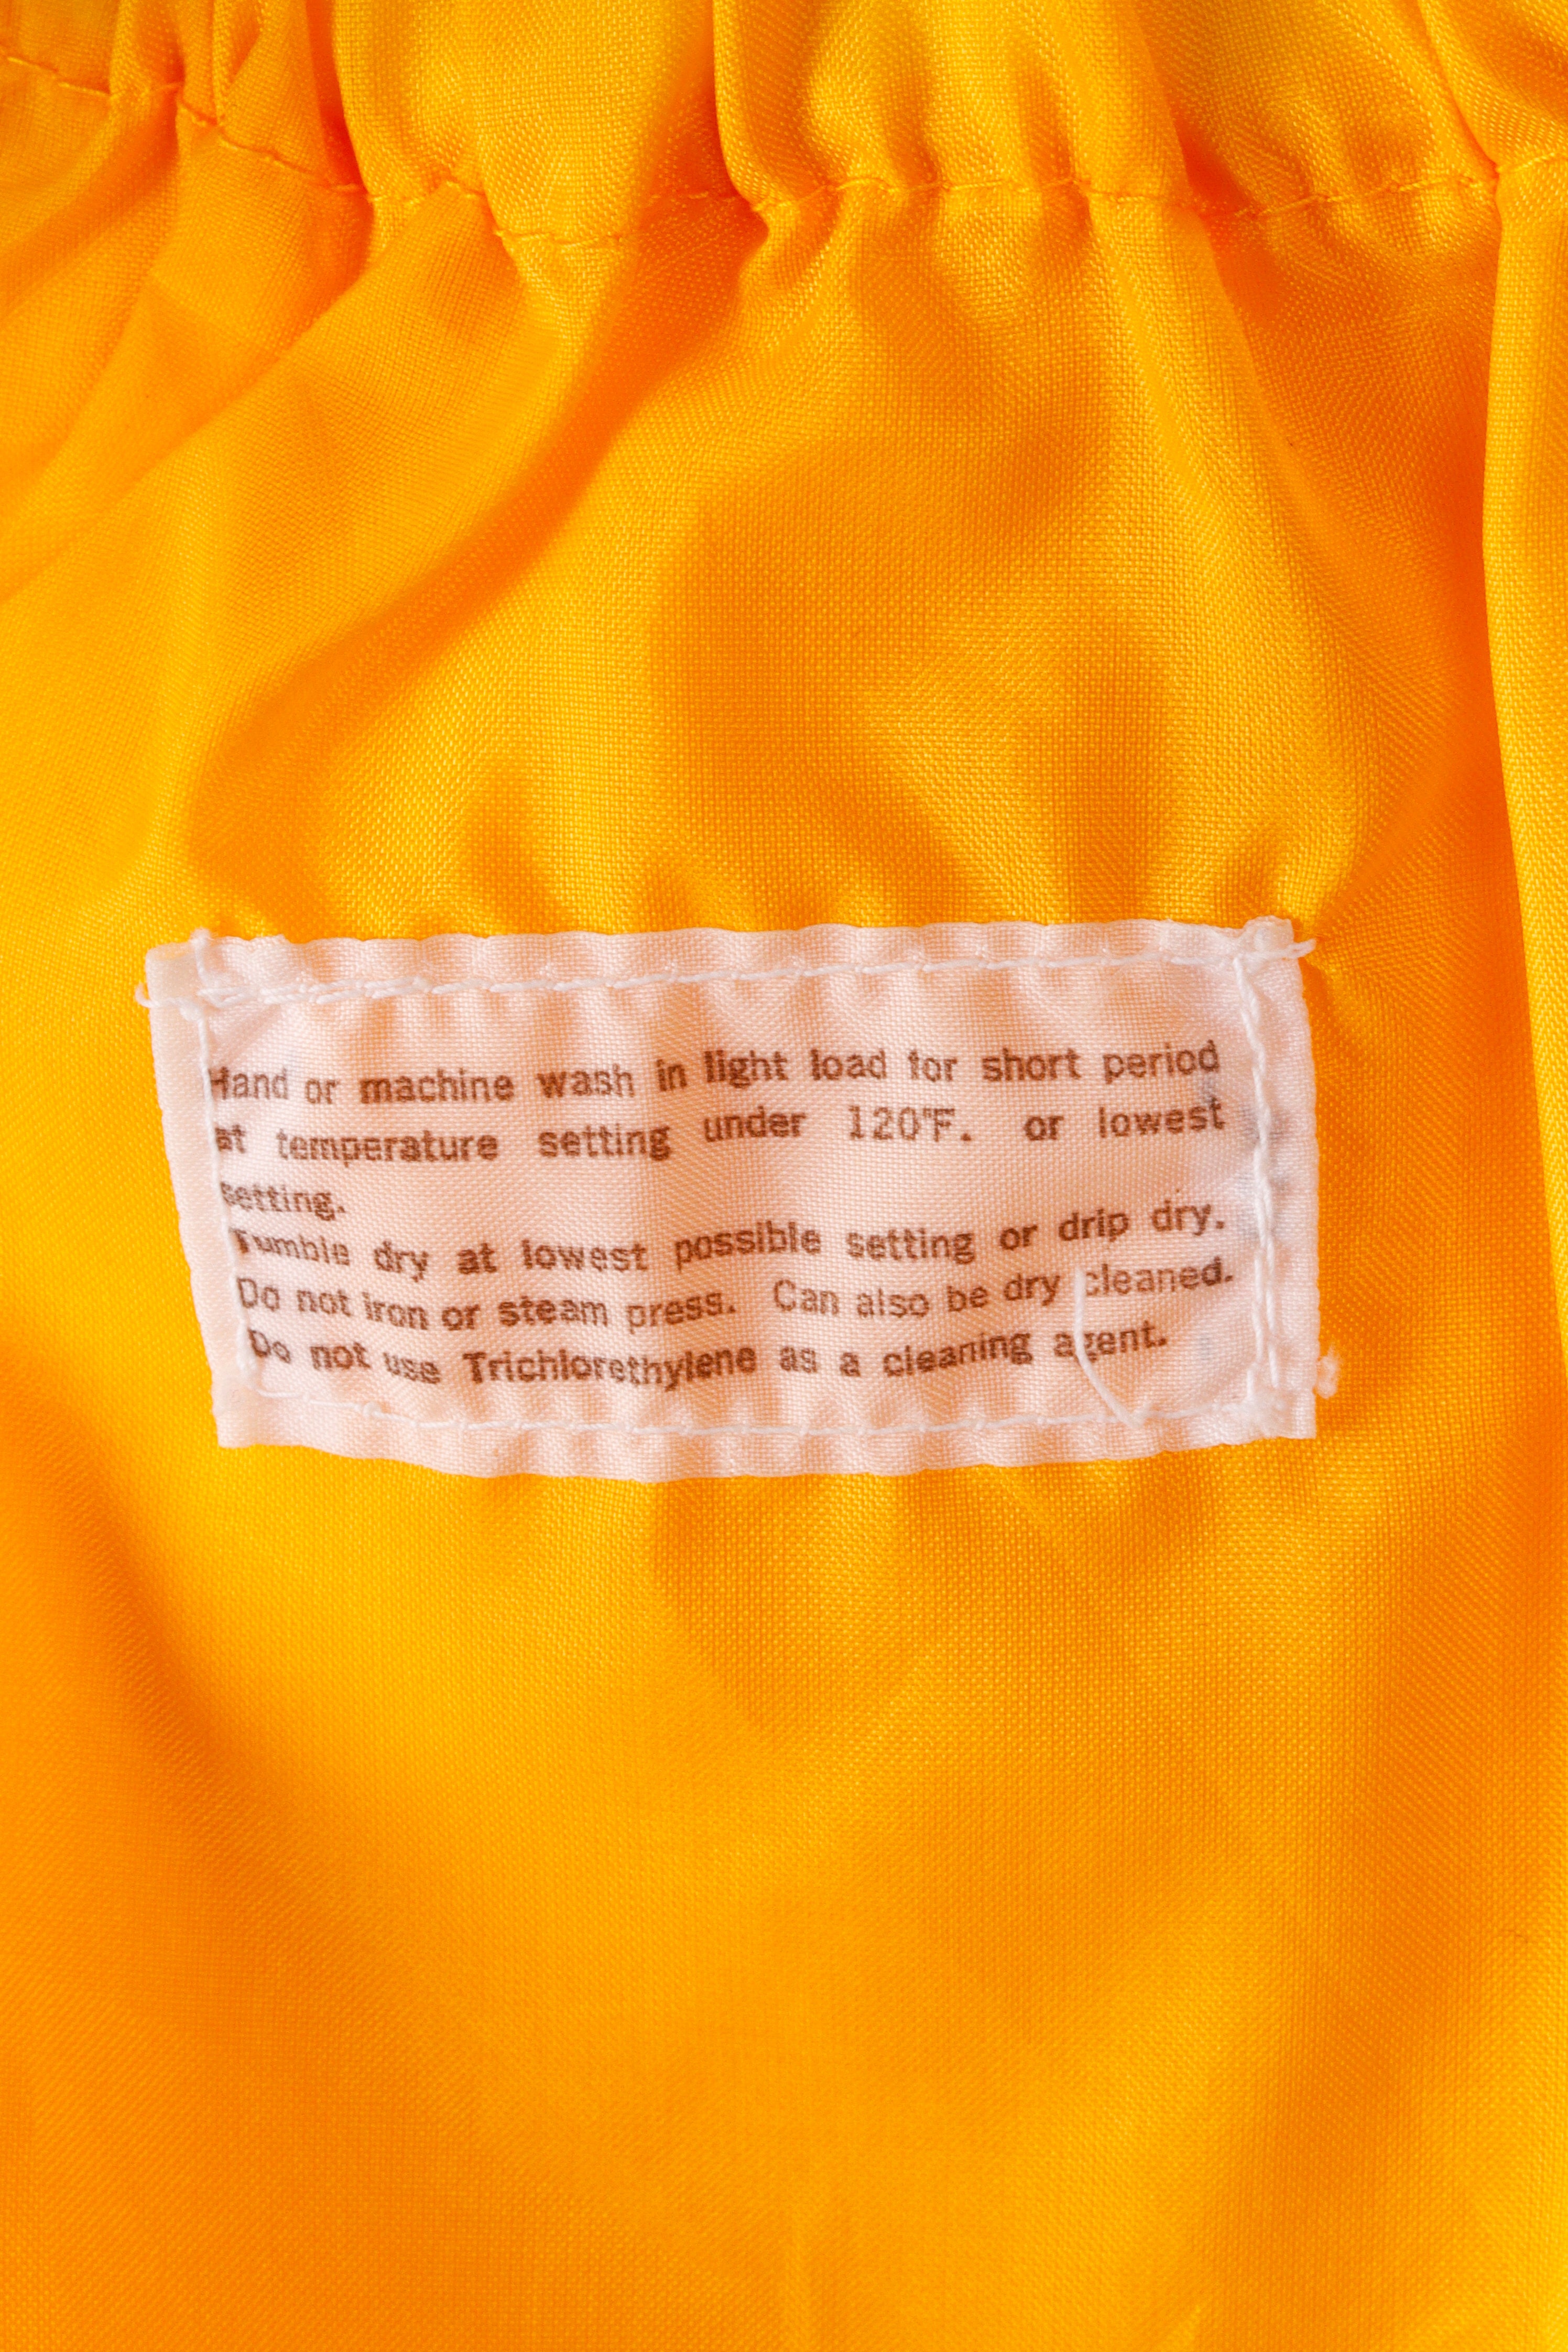 Hand or machine wash in light load for short period
at temperature setting under 120°F. or lowest
setting.
Tumble dry at lowest possible setting or drip dry.
Do not iron or steam press. Can also be dry cleaned.
Do not use Trichlorethylene as a cleaning agent.